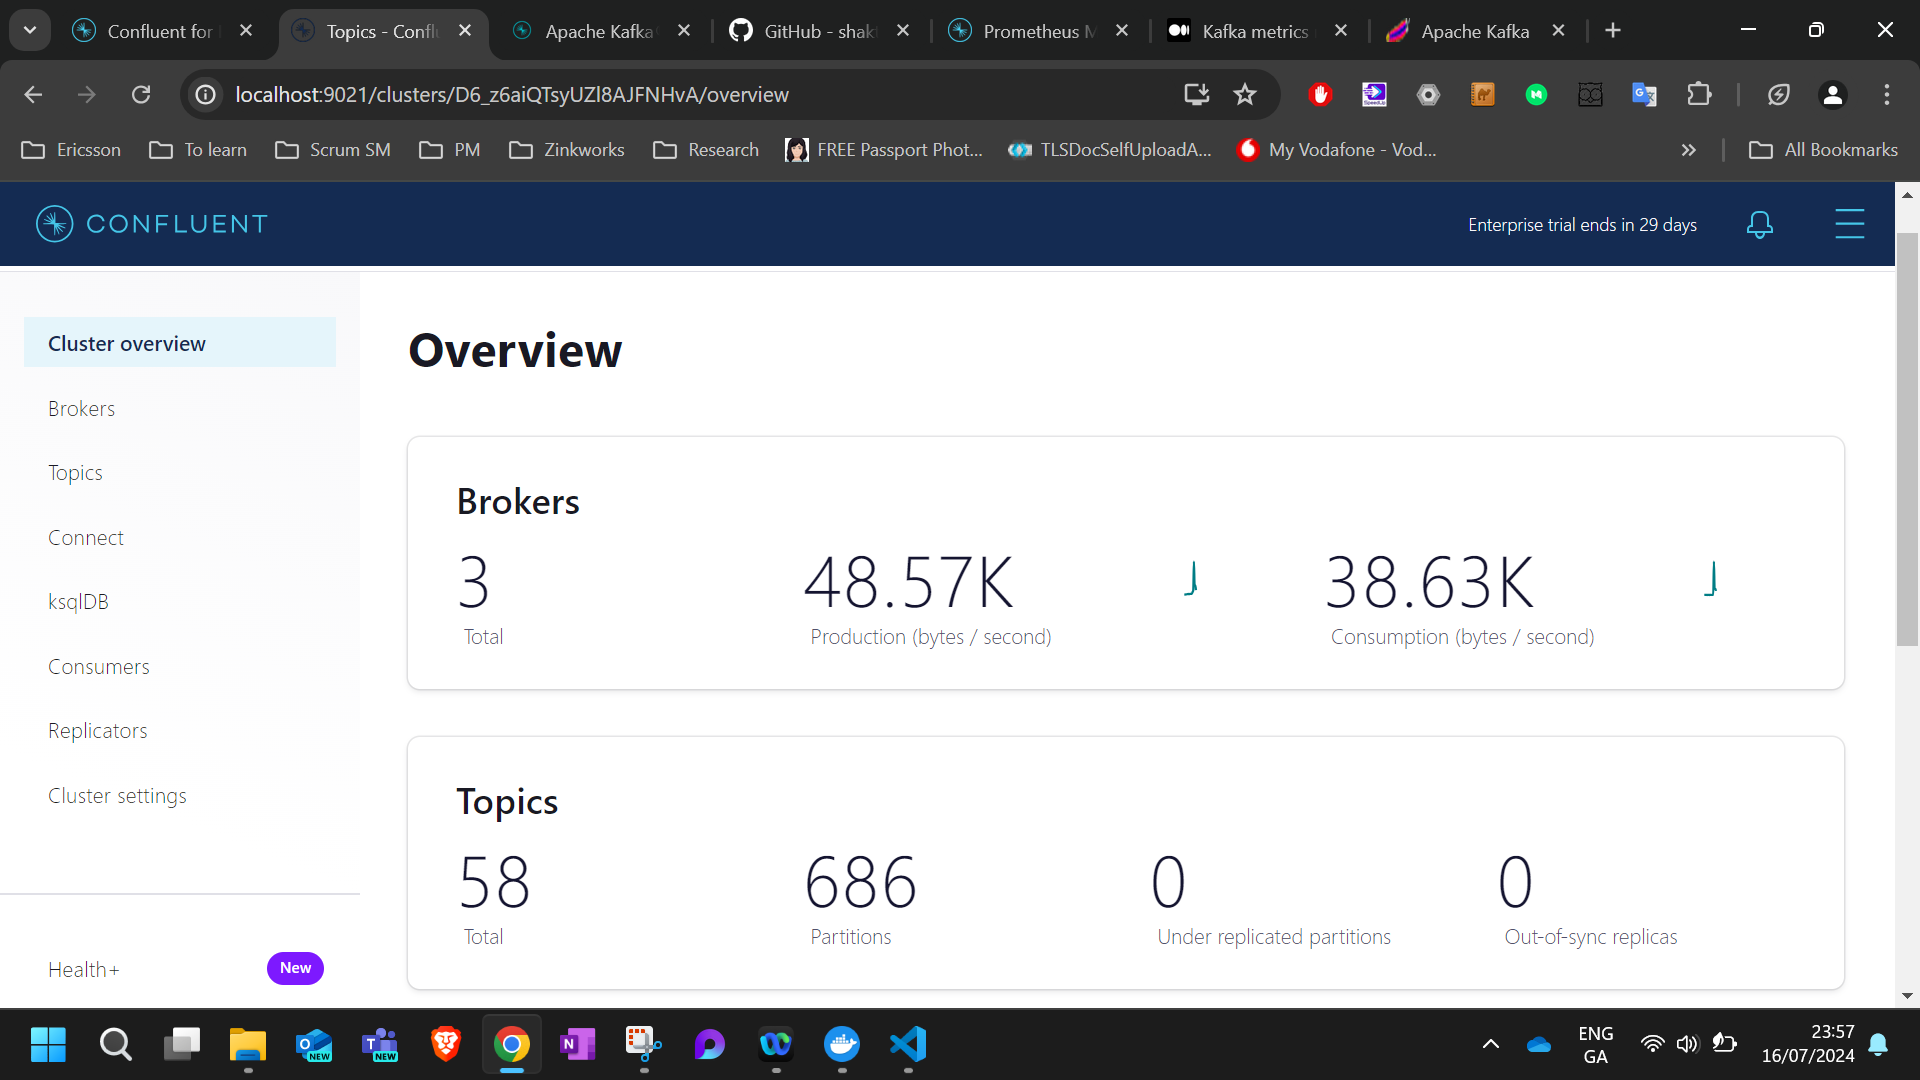 Confluent for
Topics - Confl
Apache Kafka
GitHub - shak
Prometheus M
Kafka metrics
Apache Kafka
localhost:9021/clusters/D6_z6aiQTsyUZl8AJFNHvA/overview
Ericsson
To learn
Scrum SM
PM
Zinkworks
Research
FREE Passport Phot...
TLSDocSelfUploadA...
My Vodafone - Vod...
All Bookmarks
CONFLUENT
Enterprise trial ends in 29 days
Cluster overview
Brokers
Topics
Connect
ksqlDB
Consumers
Replicators
Cluster settings
Health+
New
Overview
Brokers
3
Total
48.57K
Production (bytes / second)
38.63K
Consumption (bytes / second)
Topics
58
Total
686
Partitions
0
Under replicated partitions
0
Out-of-sync replicas
ENG
GA
23:57
16/07/2024